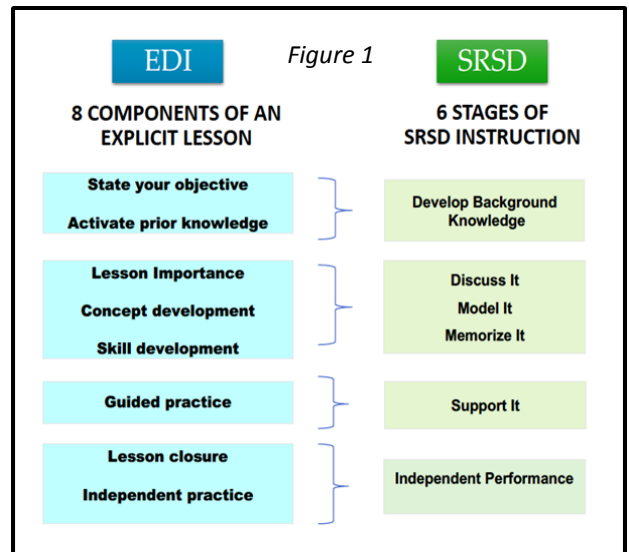 EDI
Figure 1
SRSD
8 COMPONENTS OF AN
EXPLICIT LESSON
6 STAGES OF
SRSD INSTRUCTION
State your objective
Activate prior knowledge
Develop Background
Knowledge
Lesson Importance
Concept development
Skill development
Discuss It
Model It
Memorize It
Guided practice
Support It
Lesson closure
Independent practice
Independent Performance